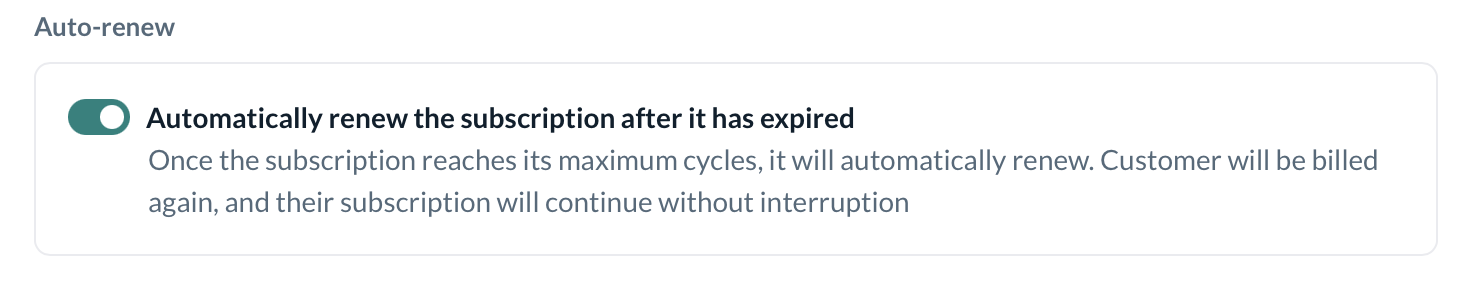 Auto-renew
Automatically renew the subscription after it has expired
Once the subscription reaches its maximum cycles, it will automatically renew. Customer will be billed
again, and their subscription will continue without interruption